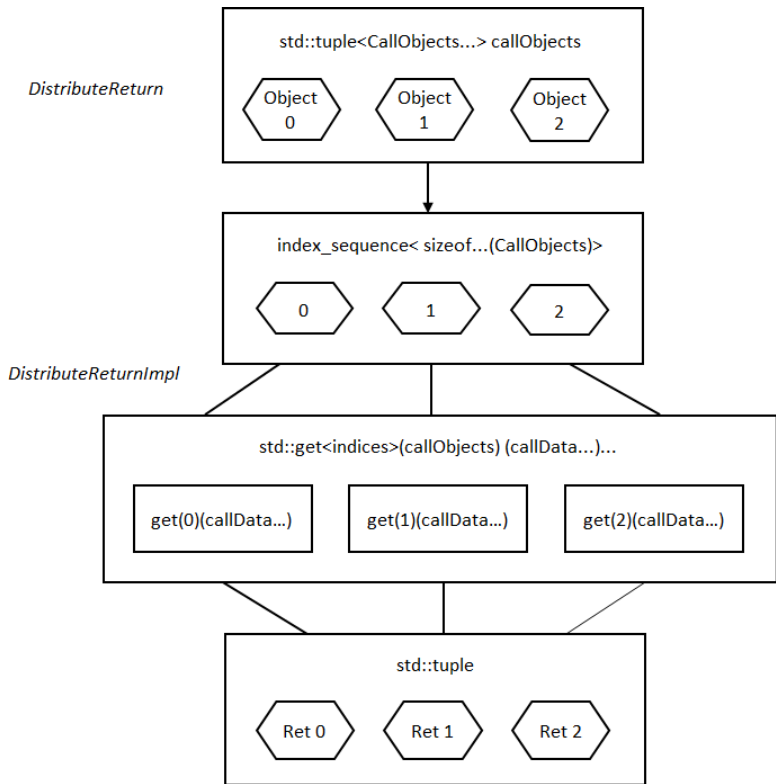 std::tuple<CallObjects...> callObjects
DistributeReturn
Object
0
Object
1
Object
2
index_sequence< sizeof...(CallObjects)>
0
1
2
DistributeReturnImpl
std::get<indices>(callObjects) (callData...)...
get(0)(callData...)
get(1)(callData...)
get(2)(callData...)
std::tuple
Ret 0
Ret 1
Ret 2